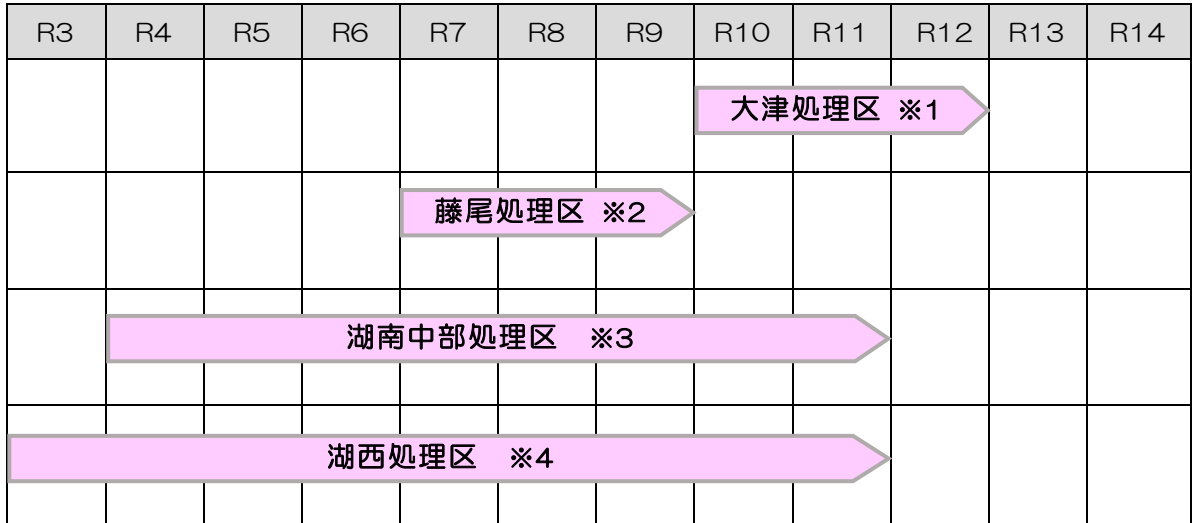 R3 R4 R5 R6 R7 R8 R9 R10 R11 R12 R13 R14
大津処理区 ※1
藤尾処理区 ※2
湖南中部処理区 ※3
湖西処理区 ※4